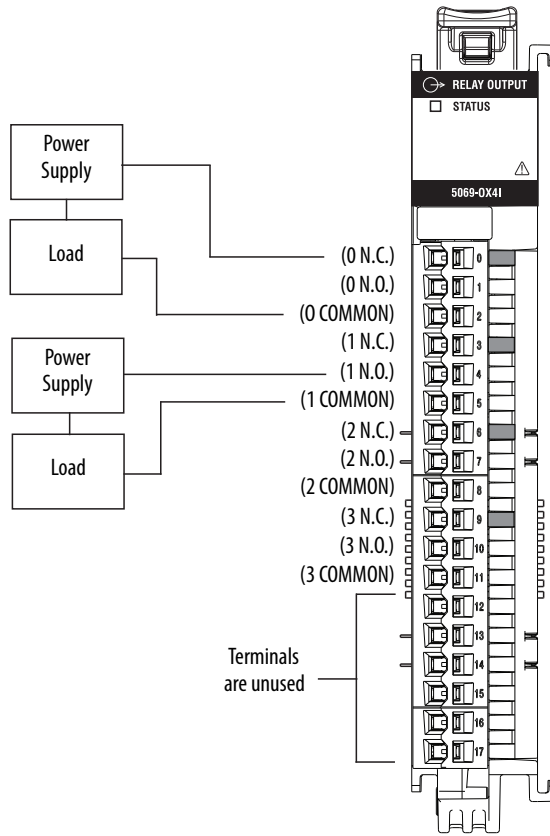 RELAY OUTPUT
STATUS
5069-OX4I
Power
Supply
Load
Power
Supply
Load
(0 N.C.)
(0 N.O.)
(0 COMMON)
(1 N.C.)
(1 N.O.)
(1 COMMON)
(2 N.C.)
(2 N.O.)
(2 COMMON)
(3 N.C.)
(3 N.O.)
(3 COMMON)
Terminals
are unused
0
1
2
3
4
5
6
7
8
9
10
11
12
13
14
15
16
17